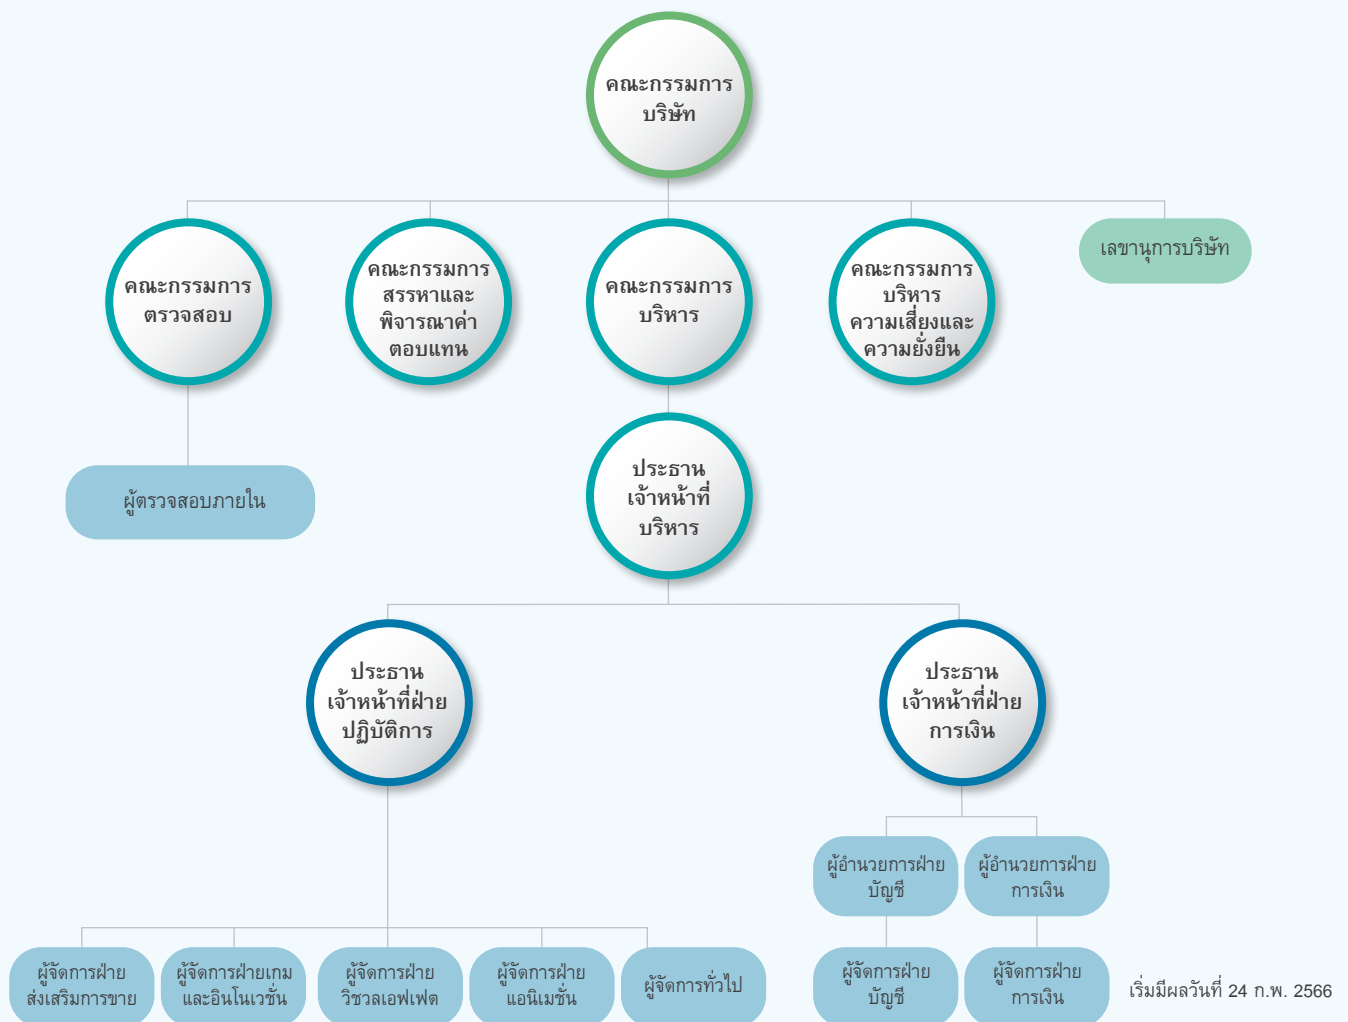 คณะกรรมการ
บริษัท
คณะกรรมการ
ตรวจสอบ
คณะกรรมการ
สรรหาและ
พิจารณาค่า
ตอบแทน
คณะกรรมการ
บริหาร
คณะกรรมการ
บริหาร
ความเสี่ยงและ
ความยั่งยืน
เลขานุการบริษัท
ผู้ตรวจสอบภายใน
ประธาน
เจ้าหน้าที่
บริหาร
ประธาน
เจ้าหน้าที่ฝ่าย
ปฏิบัติการ
ประธาน
เจ้าหน้าที่ฝ่าย
การเงิน
ผู้อำนวยการฝ่าย
บัญชี
ผู้อำนวยการฝ่าย
การเงิน
ผู้จัดการฝ่าย
ส่งเสริมการขาย
ผู้จัดการฝ่ายเกม
และอินโนเวชั่น
ผู้จัดการฝ่าย
วิชวลเอฟเฟต
ผู้จัดการฝ่าย
แอนิเมชั่น
ผู้จัดการทั่วไป
ผู้จัดการฝ่าย
บัญชี
ผู้จัดการฝ่าย
การเงิน
เริ่มมีผลวันที่ 24 ก.พ. 2566